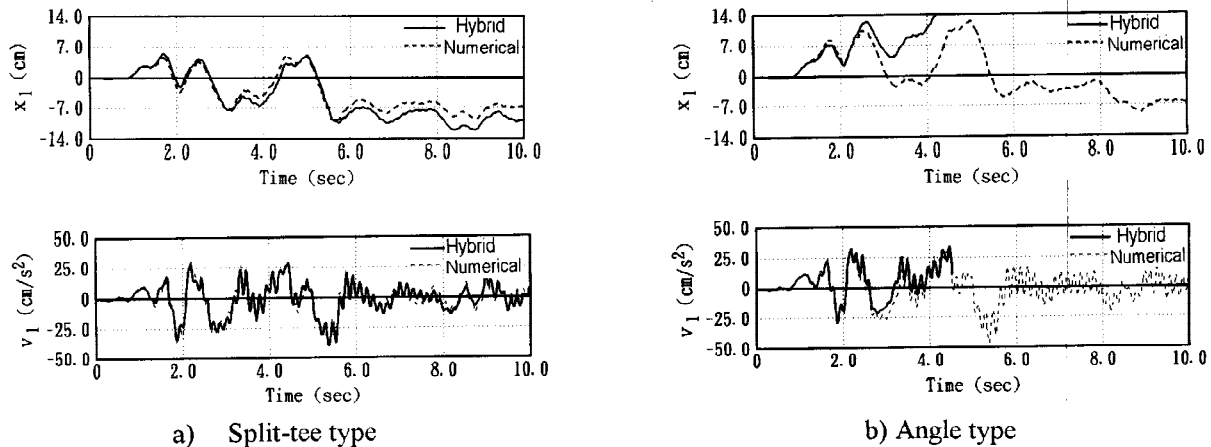 14.0
7.0
0
-7.0
-14.0
x1 (cm)
Hybrid
Numerical
0 2.0 4.0 6.0 8.0 10.0
Time (sec)
14.0
7.0
0
-7.0
-14.0
x1 (cm)
Hybrid
Numerical
0 2.0 4.0 6.0 8.0 10.0
Time (sec)
50.0
25.0
0
-25.0
-50.0
v1 (cm/s²)
Hybrid
Numerical
0 2.0 4.0 6.0 8.0 10.0
Time (sec)
50.0
25.0
0
-25.0
-50.0
v1 (cm/s²)
Hybrid
Numerical
0 2.0 4.0 6.0 8.0 10.0
Time (sec)
a) Split-tee type
b) Angle type